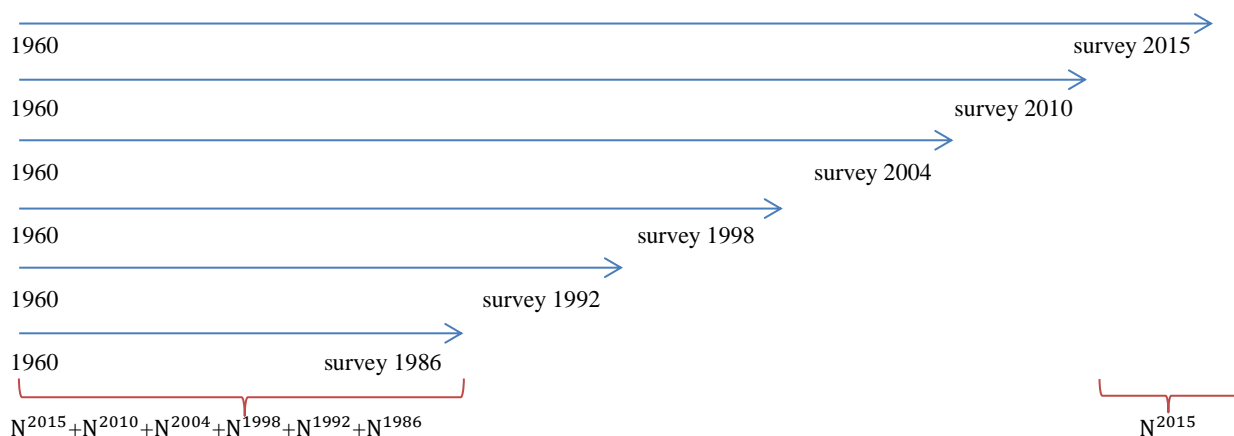 1960 survey 2015
1960 survey 2010
1960 survey 2004
1960 survey 1998
1960 survey 1992
1960 survey 1986
N²⁰¹⁵+N²⁰¹⁰+N²⁰⁰⁴+N¹⁹⁹⁸+N¹⁹⁹²+N¹⁹⁸⁶ N²⁰¹⁵